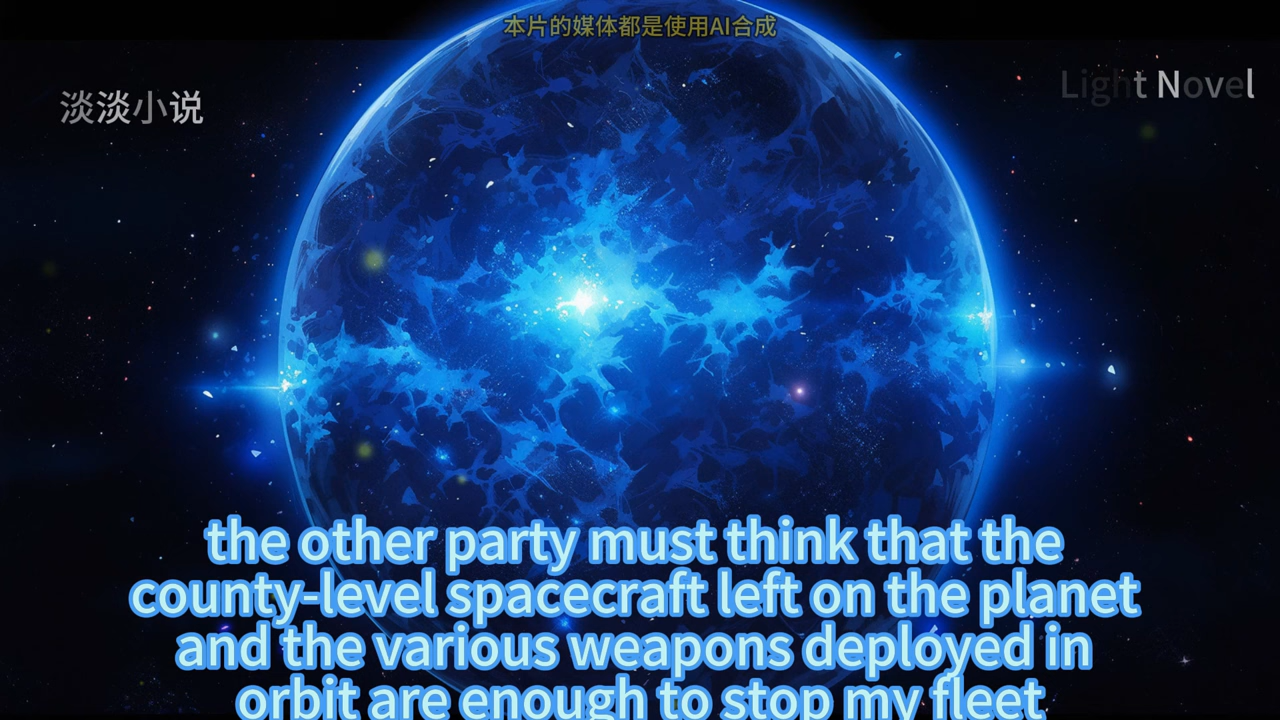 本片的媒体都是使用AI合成
淡淡小说
Light Novel
the other party must think that the
county-level spacecraft left on the planet
and the various weapons deployed in
orbit are enough to stop my fleet